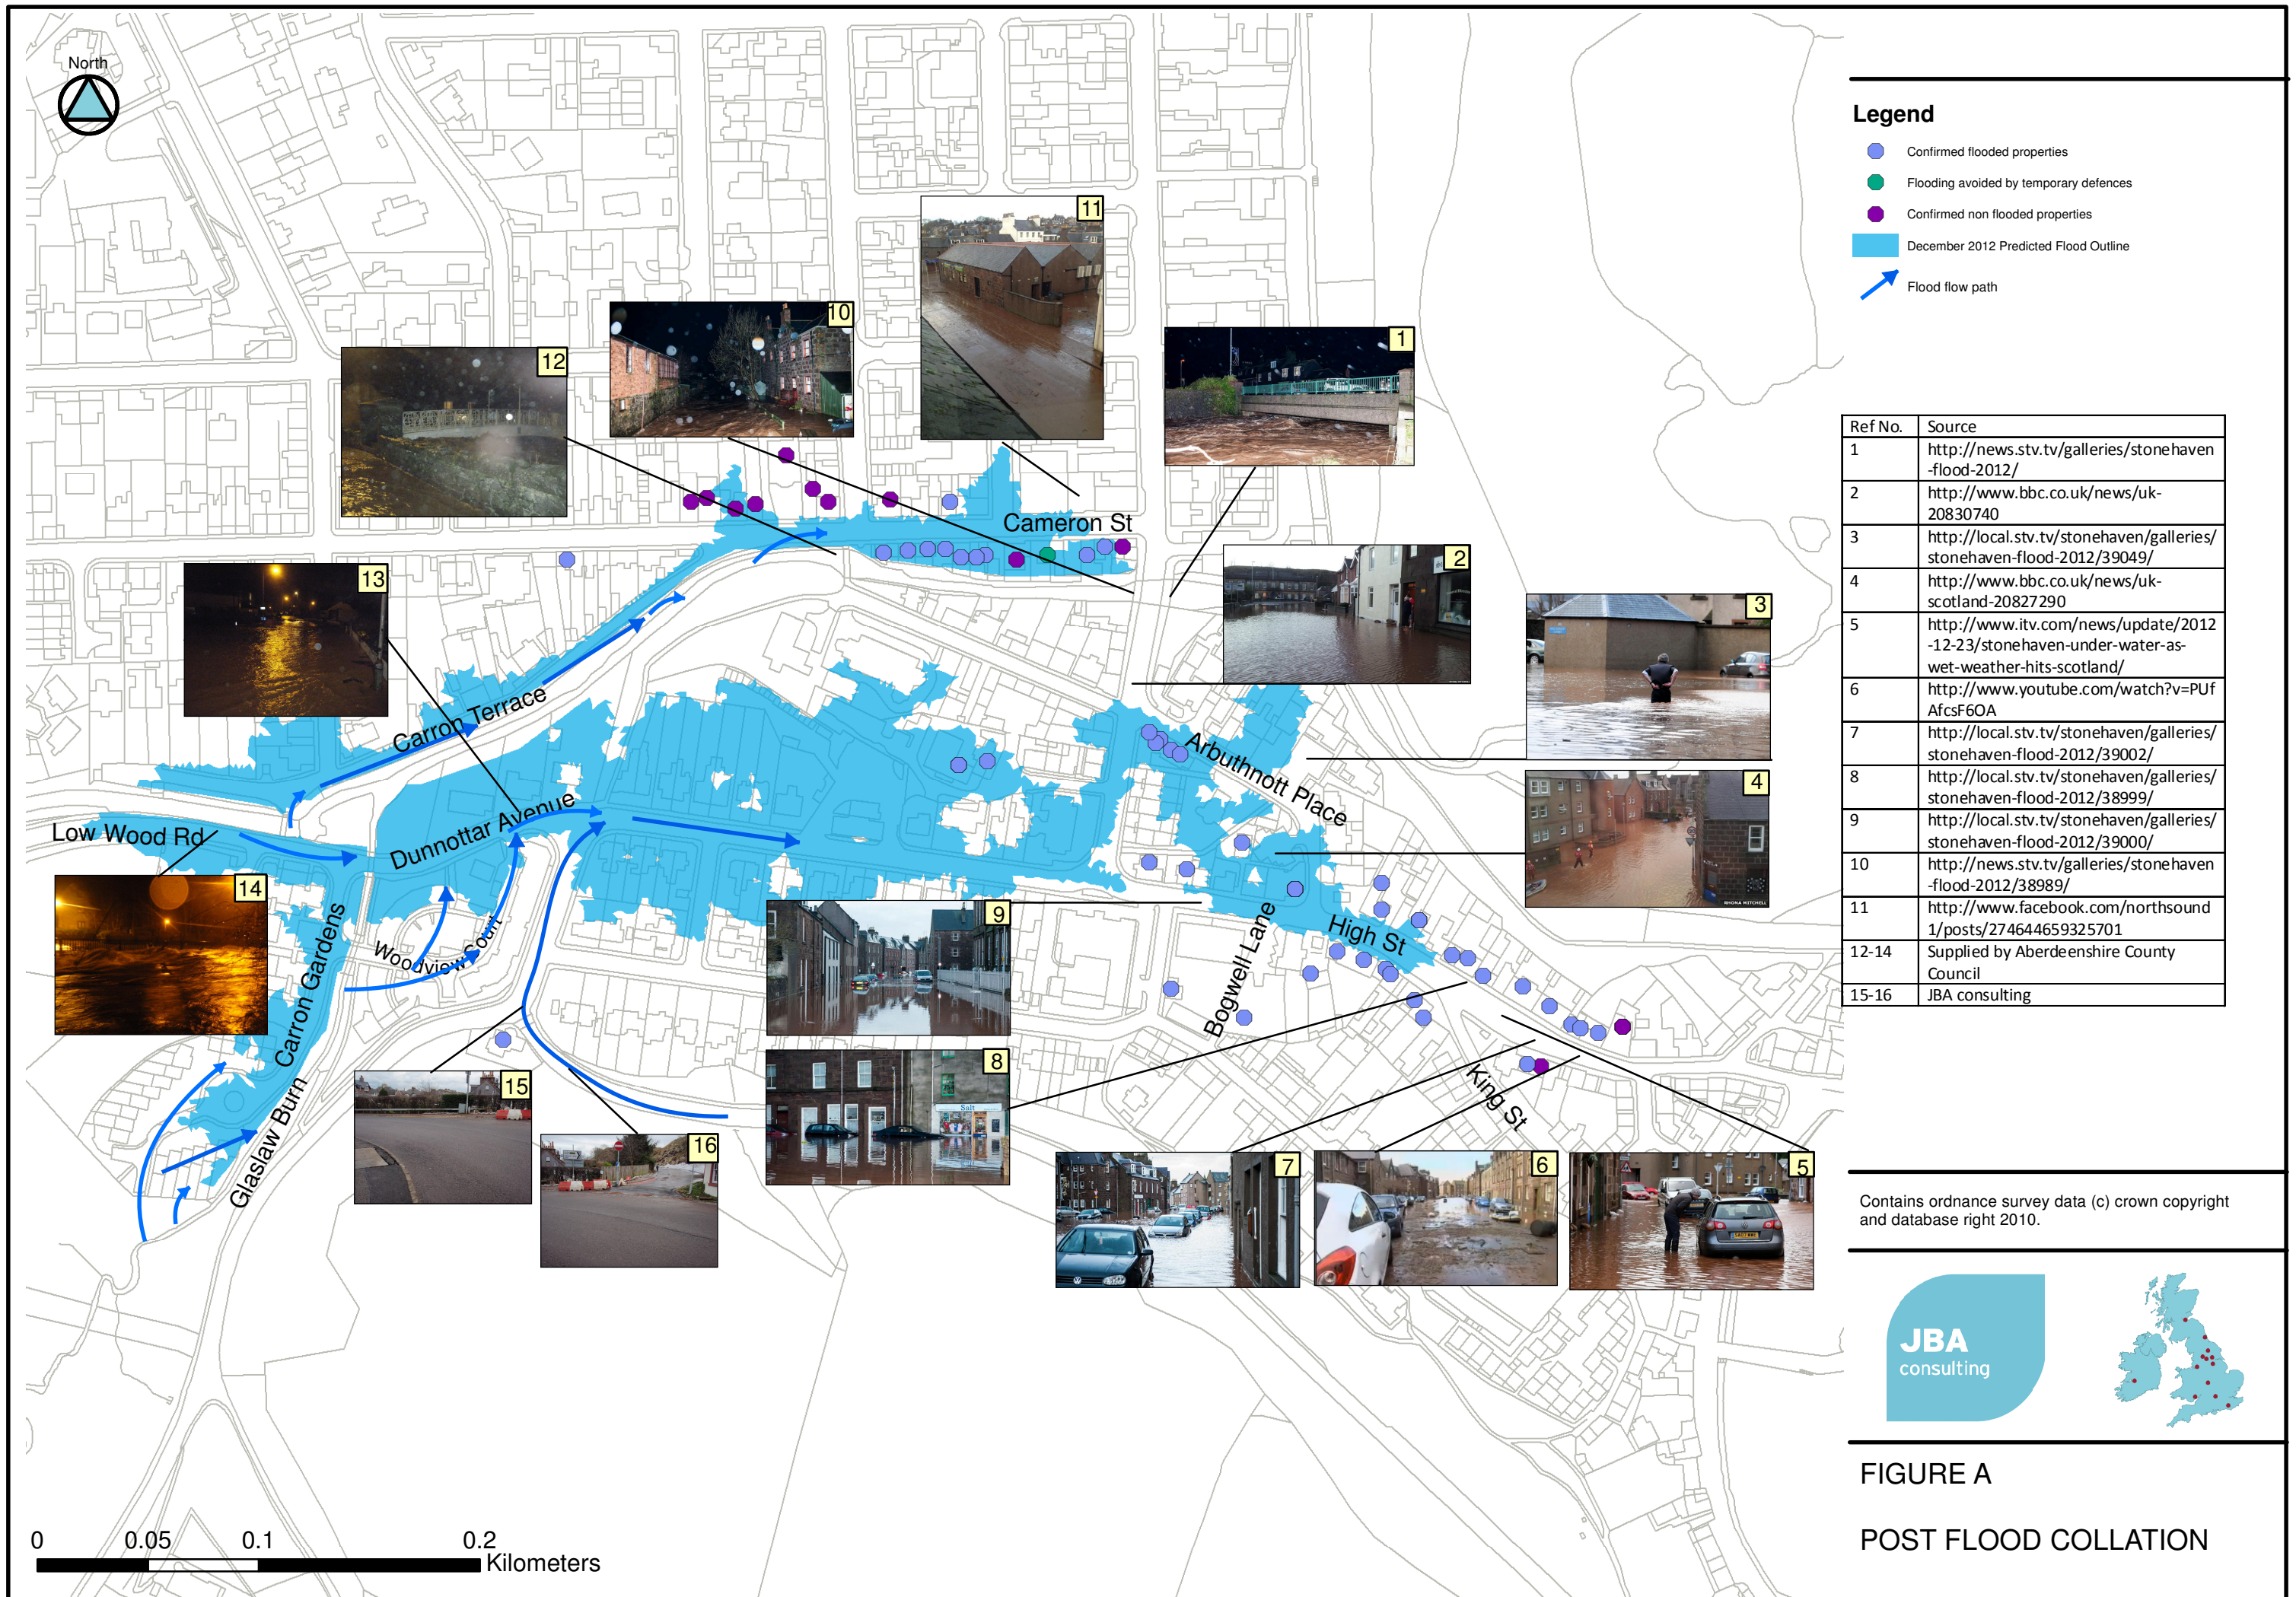 North
Legend
Confirmed flooded properties
Flooding avoided by temporary defences
Confirmed non flooded properties
December 2012 Predicted Flood Outline
Flood flow path
11
10
12
1
Cameron St
2
13
3
Carron Terrace
Arbuthnott Place
4
Low Wood Rd
Dunnottar Avenue
14
9
High St
Woodview Court
Carron Gardens
Bogwell Lane
RHONA MITCHELL
8
Salt
15
Glaslaw Burn
King St
16
7
6
5
Ref No. Source
1 http://news.stv.tv/galleries/stonehaven
-flood-2012/
2 http://www.bbc.co.uk/news/uk-
20830740
3 http://local.stv.tv/stonehaven/galleries/
stonehaven-flood-2012/39049/
4 http://www.bbc.co.uk/news/uk-
scotland-20827290
5 http://www.itv.com/news/update/2012
-12-23/stonehaven-under-water-as-
wet-weather-hits-scotland/
6 http://www.youtube.com/watch?v=PUf
AfcsF6OA
7 http://local.stv.tv/stonehaven/galleries/
stonehaven-flood-2012/39002/
8 http://local.stv.tv/stonehaven/galleries/
stonehaven-flood-2012/38999/
9 http://local.stv.tv/stonehaven/galleries/
stonehaven-flood-2012/39000/
10 http://news.stv.tv/galleries/stonehaven
-flood-2012/38989/
11 http://www.facebook.com/northsound
1/posts/274644659325701
12-14 Supplied by Aberdeenshire County
Council
15-16 JBA consulting
Contains ordnance survey data (c) crown copyright
and database right 2010.
JBA
consulting
FIGURE A
POST FLOOD COLLATION
0 0.05 0.1 0.2
Kilometers